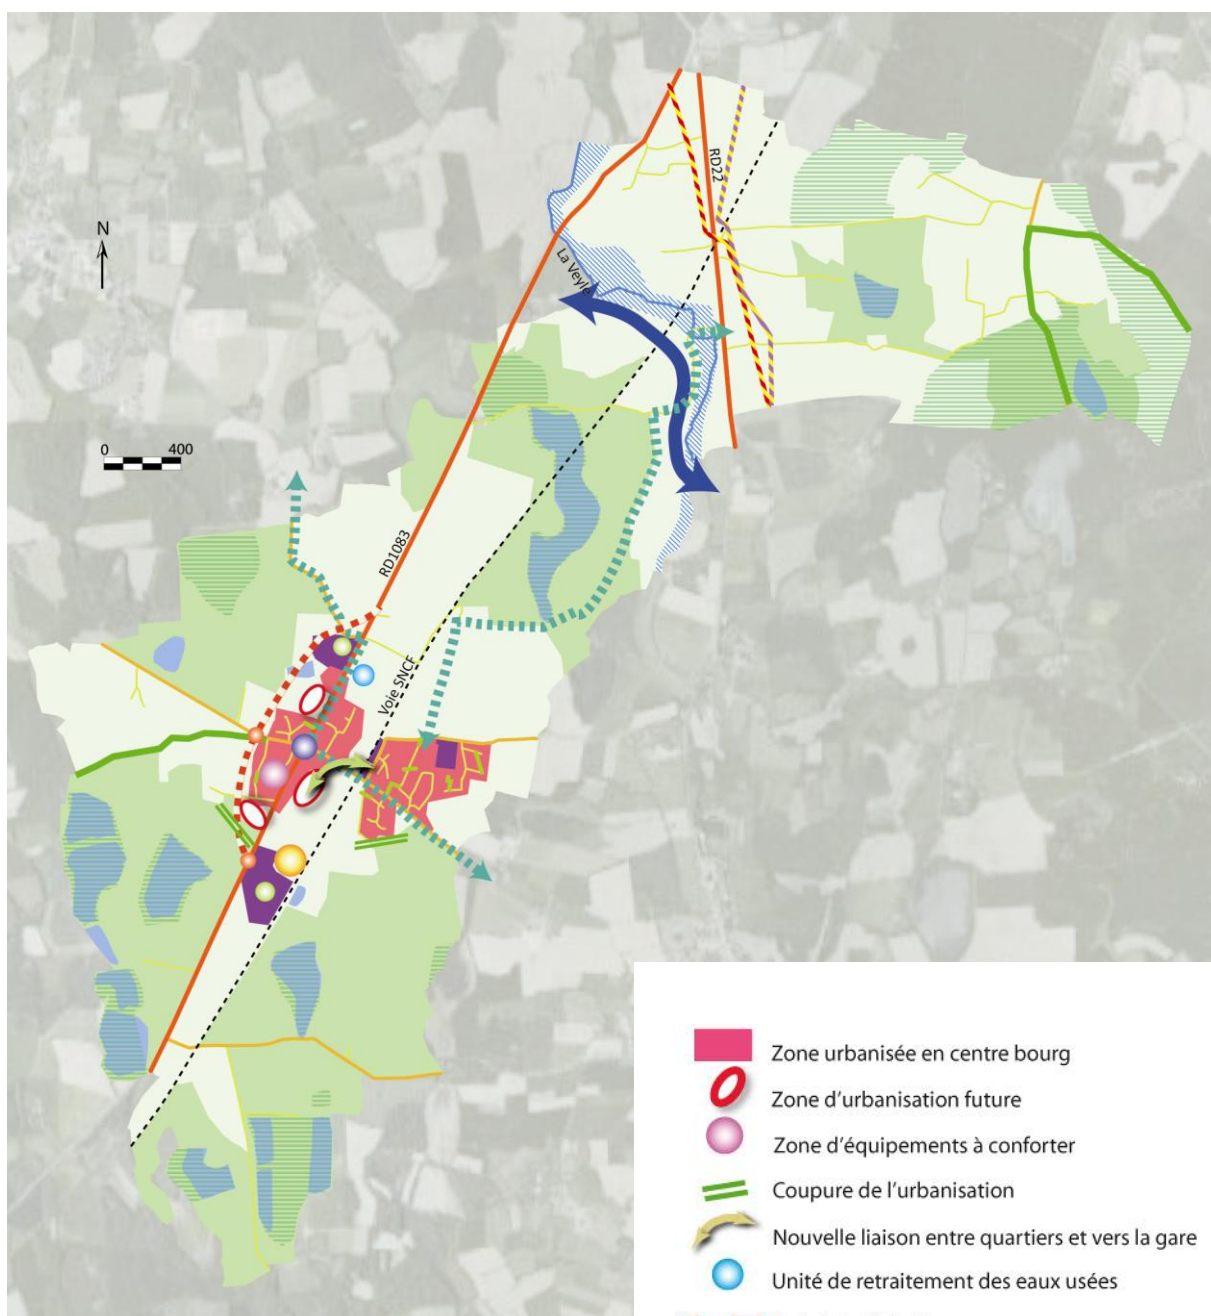 N
RD22
La Veyle
0 400
RD1083
Voie SNCF
Zone urbanisée en centre bourg
Zone d'urbanisation future
Zone d'équipements à conforter
Coupure de l'urbanisation
Nouvelle liaison entre quartiers et vers la gare
Unité de retraitement des eaux usées